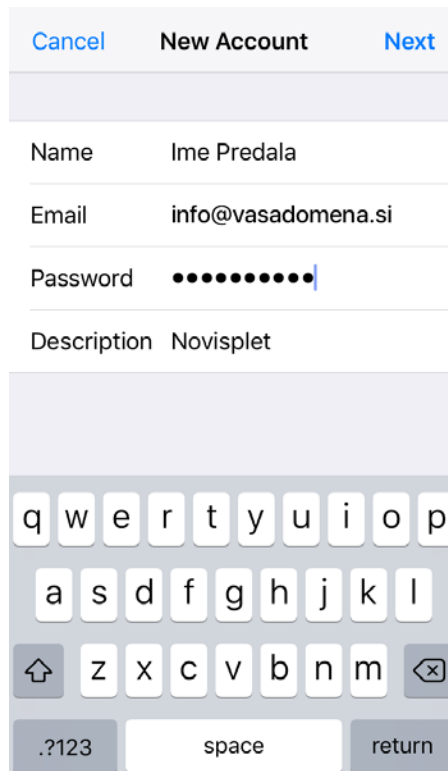 Cancel New Account Next
Name Ime Predala
Email info@vasadomena.si
Password ●●●●●●●●●●
Description Novisplet
q w e r t y u i o p
a s d f g h j k l
z x c v b n m
.?123 space return